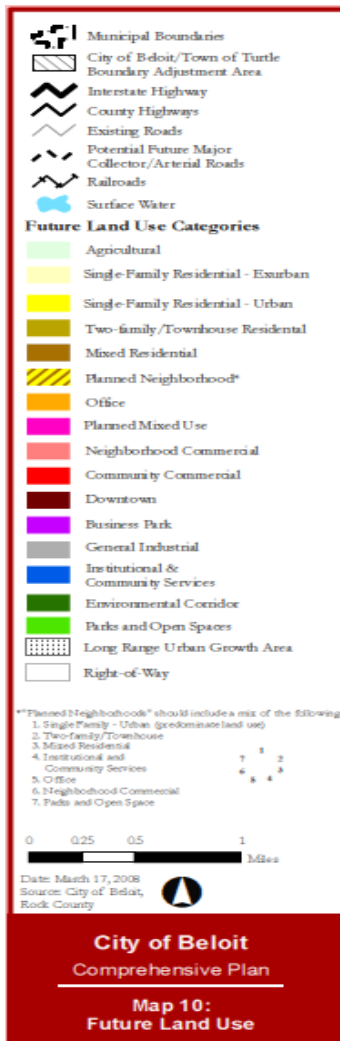 Municipal Boundaries
City of Beloit/Town of Turtle
Boundary Adjustment Area
Interstate Highway
County Highways
Existing Roads
Potential Future Major
Collector/Arterial Roads
Railroads
Surface Water
Future Land Use Categories
Agricultural
Single-Family Residential - Exurban
Single-Family Residential - Urban
Two-family/Townhouse Residental
Mixed Residential
Planned Neighborhood*
Office
Planned Mixed Use
Neighborhood Commercial
Community Commercial
Downtown
Business Park
General Industrial
Institutional &
Community Services
Environmental Corridor
Parks and Open Spaces
Long Range Urban Growth Area
Right-of-Way
*"Planned Neighborhoods" should include a mix of the following:
1. Single Family - Urban (predominate land use)
2. Two-family/Townhouse
3. Mixed Residential
4. Institutional and
Community Services
5. Office
6. Neighborhood Commercial
7. Parks and Open Space
1
7 2
6 3
5 4
0 0.25 0.5 1
Miles
Date: March 17, 2008
Source: City of Beloit,
Rock County
City of Beloit
Comprehensive Plan
Map 10:
Future Land Use